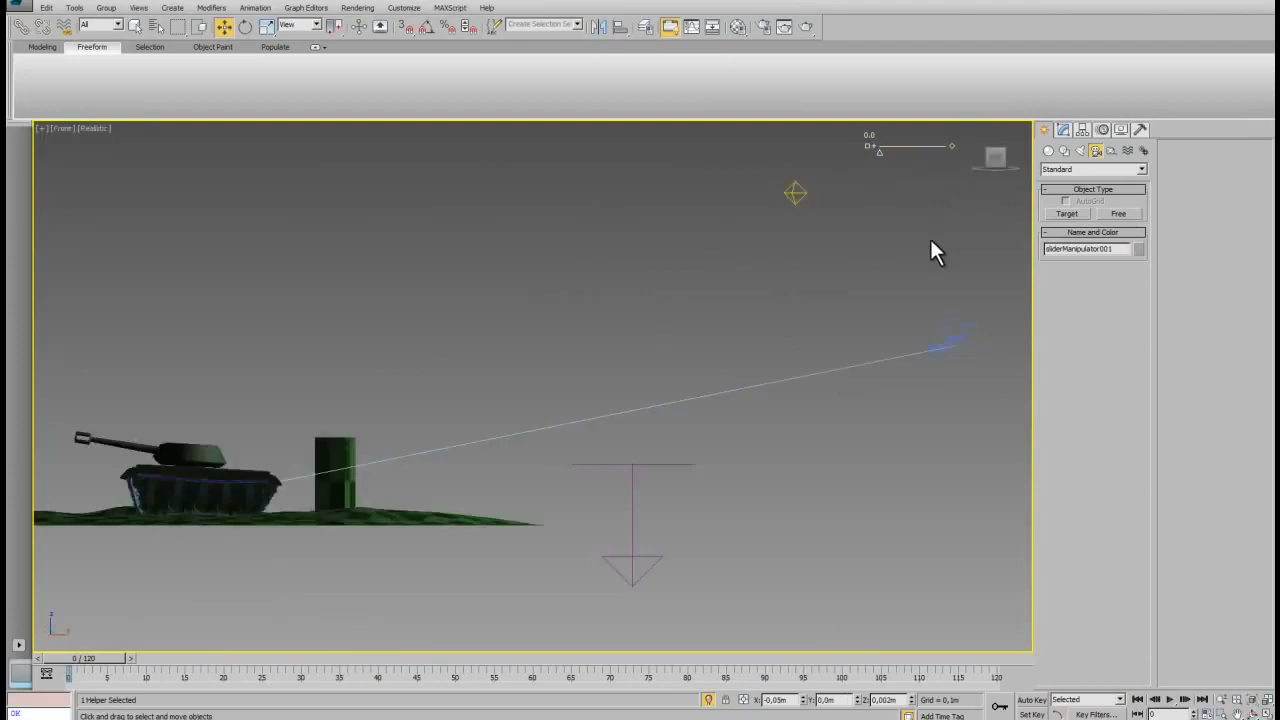 Edit Tools Group Views Create Modifiers Animation Graph Editors Rendering Customize MAXScript Help
All View Create Selection Se
Modeling Freeform Selection Object Paint Populate
[+] [Front] [Realistic]
0.0
Standard
Object Type
AutoGrid
Target Free
Name and Color
sliderManipulator001
z
0 / 120
0 5 10 15 20 25 30 35 40 45 50 55 60 65 70 75 80 85 90 95 100 105 110 115 120
1 Helper Selected X: -0,05m Y: 0,0m Z: 0,002m Grid = 0,1m Auto Key Selected
OK Click and drag to select and move objects Add Time Tag Set Key Key Filters... 0